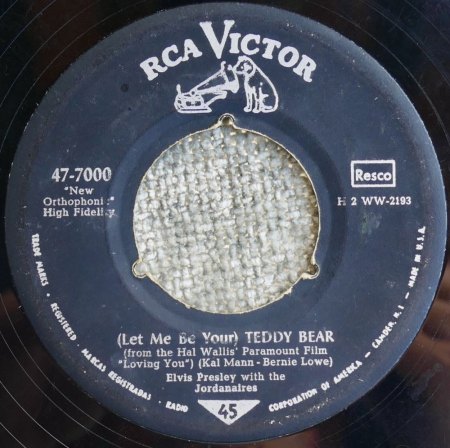 RCA VICTOR
47-7000
"New
Orthophonic"
High Fidelity
Resco
H 2 WW-2193
(Let Me Be Your) TEDDY BEAR
(from the Hal Wallis' Paramount Film
"Loving You") (Kal Mann - Bernie Lowe)
Elvis Presley with the
Jordanaires
45
TRADE MARKS • REGISTERED • MARCAS REGISTRADAS • RADIO CORPORATION OF AMERICA — CAMDEN, N.J. — MADE IN U.S.A.